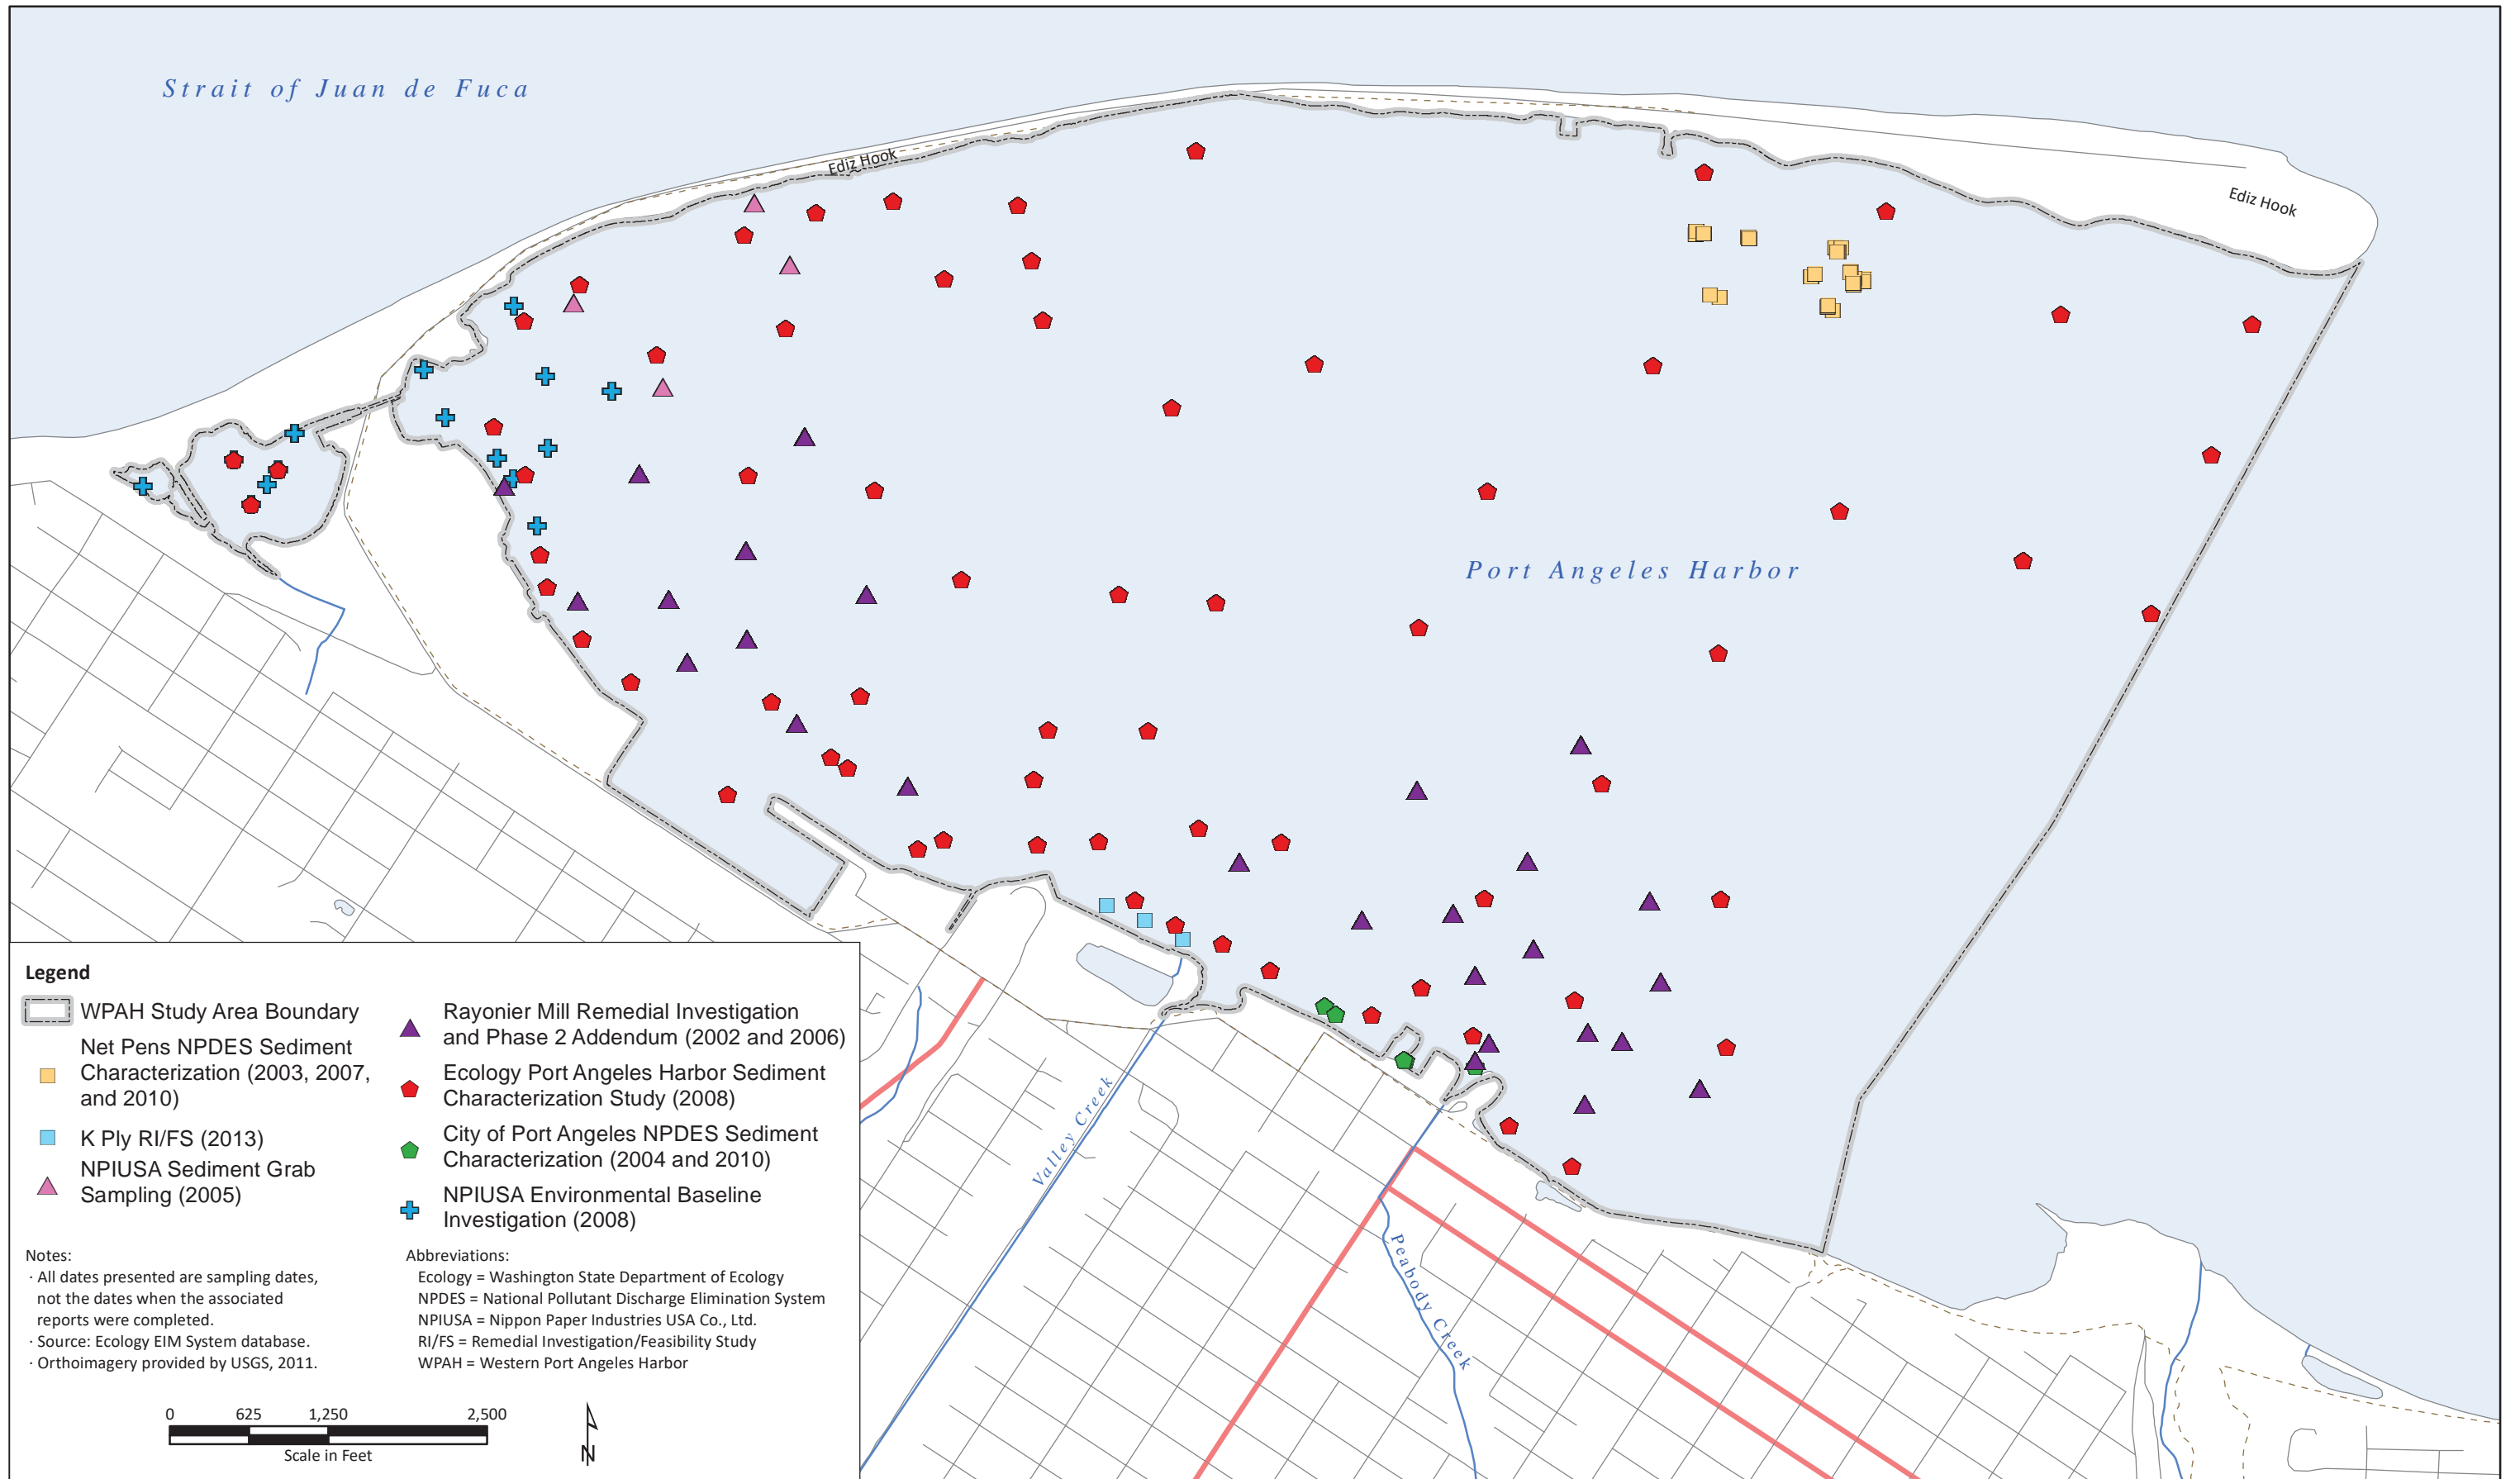 Strait of Juan de Fuca
Ediz Hook
Ediz Hook
Port Angeles Harbor
Valley Creek
Peabody Creek
Legend
WPAH Study Area Boundary
Net Pens NPDES Sediment
Characterization (2003, 2007,
and 2010)
K Ply RI/FS (2013)
NPIUSA Sediment Grab
Sampling (2005)
Rayonier Mill Remedial Investigation
and Phase 2 Addendum (2002 and 2006)
Ecology Port Angeles Harbor Sediment
Characterization Study (2008)
City of Port Angeles NPDES Sediment
Characterization (2004 and 2010)
NPIUSA Environmental Baseline
Investigation (2008)
Notes:
· All dates presented are sampling dates,
not the dates when the associated
reports were completed.
· Source: Ecology EIM System database.
· Orthoimagery provided by USGS, 2011.
Abbreviations:
Ecology = Washington State Department of Ecology
NPDES = National Pollutant Discharge Elimination System
NPIUSA = Nippon Paper Industries USA Co., Ltd.
RI/FS = Remedial Investigation/Feasibility Study
WPAH = Western Port Angeles Harbor
0 625 1,250 2,500
Scale in Feet
N